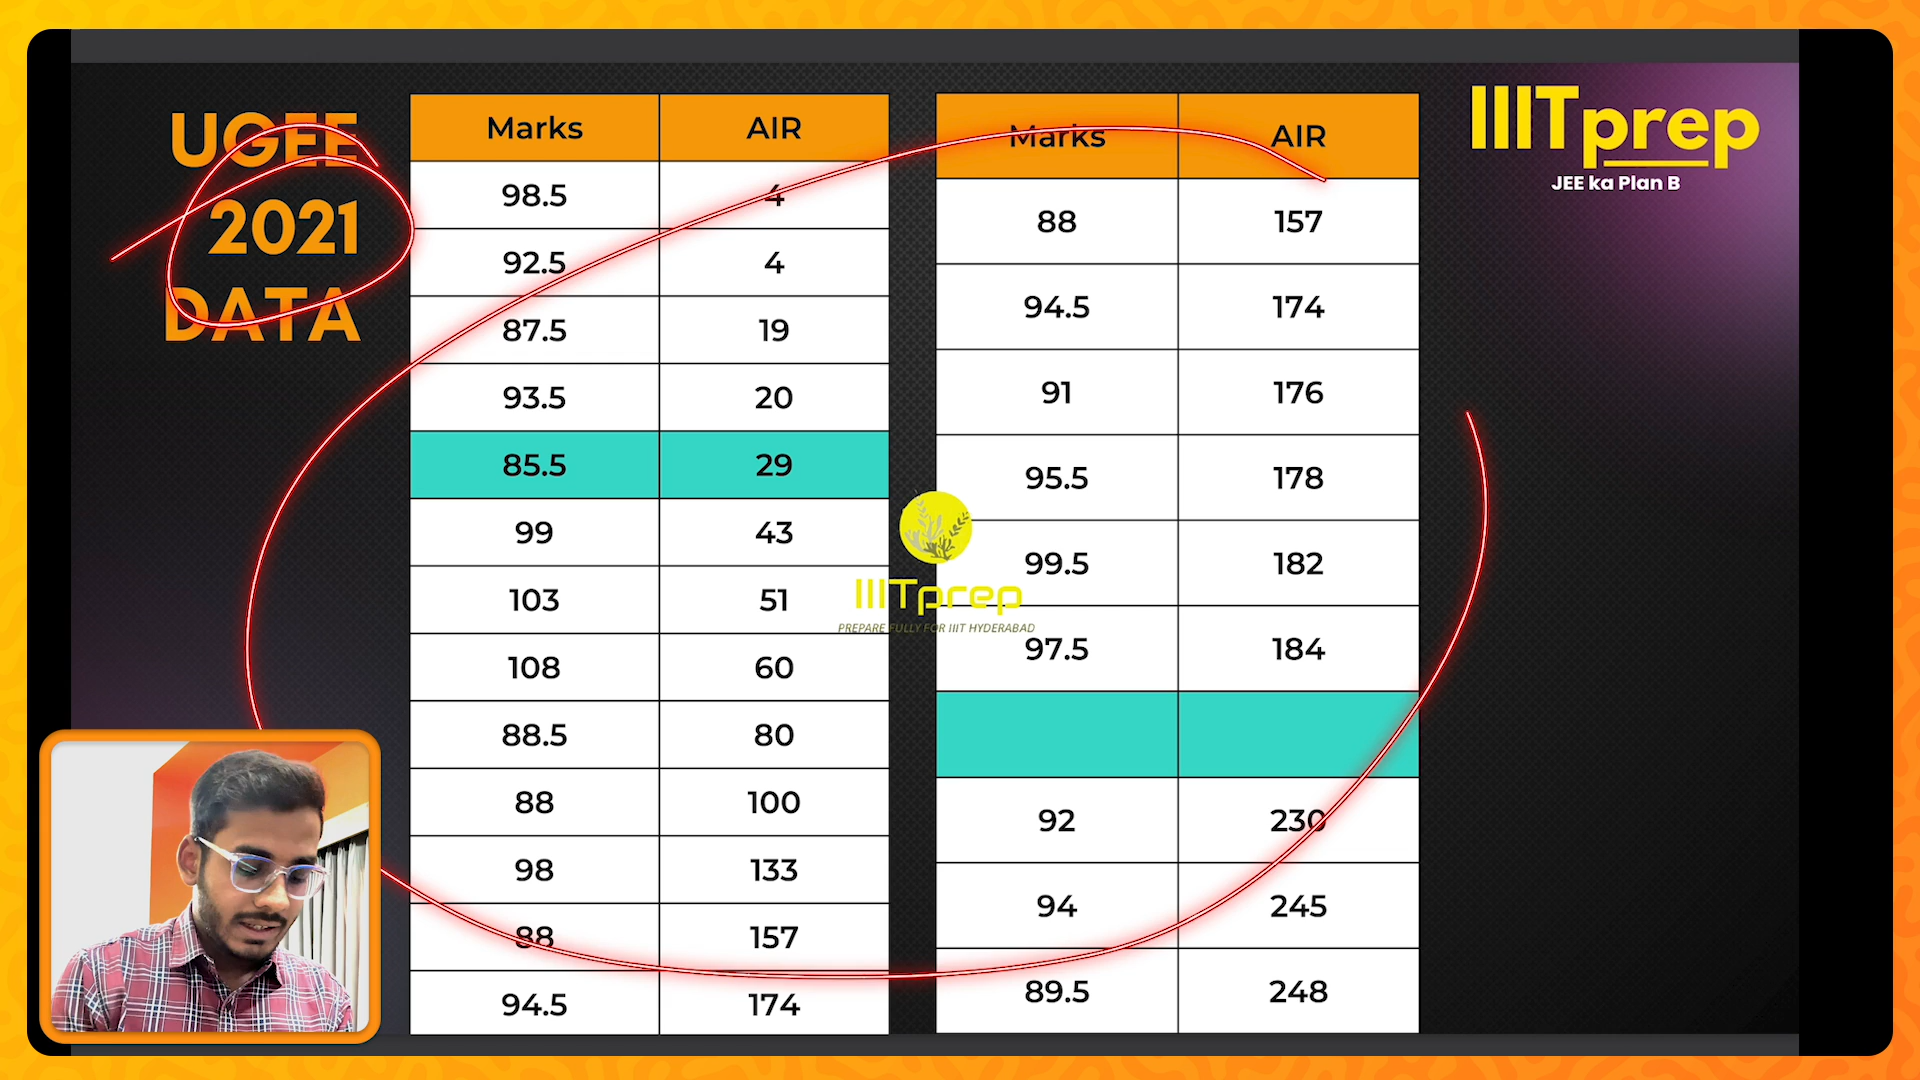 UGEE
2021
DATA
Marks AIR
98.5 4
92.5 4
87.5 19
93.5 20
85.5 29
99 43
103 51
108 60
88.5 80
88 100
98 133
88 157
94.5 174
Marks AIR
88 157
94.5 174
91 176
95.5 178
99.5 182
97.5 184
92 230
94 245
89.5 248
IIITprep
JEE ka Plan B
IIITprep
PREPARE FULLY FOR IIIT HYDERABAD